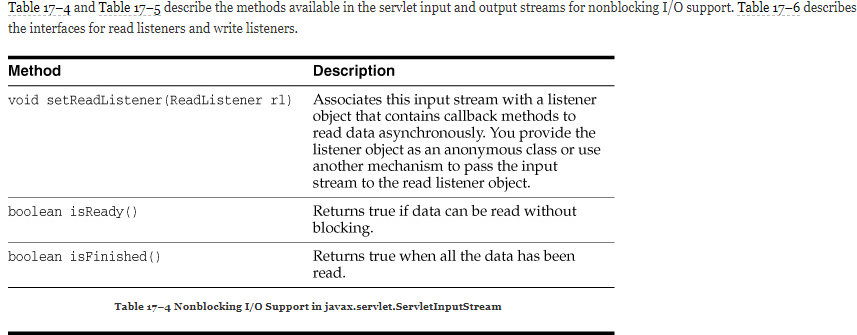 Table 17–4 and Table 17–5 describe the methods available in the servlet input and output streams for nonblocking I/O support. Table 17–6 describes
the interfaces for read listeners and write listeners.
Method Description
void setReadListener(ReadListener rl) Associates this input stream with a listener
object that contains callback methods to
read data asynchronously. You provide the
listener object as an anonymous class or use
another mechanism to pass the input
stream to the read listener object.
boolean isReady() Returns true if data can be read without
blocking.
boolean isFinished() Returns true when all the data has been
read.
Table 17–4 Nonblocking I/O Support in javax.servlet.ServletInputStream